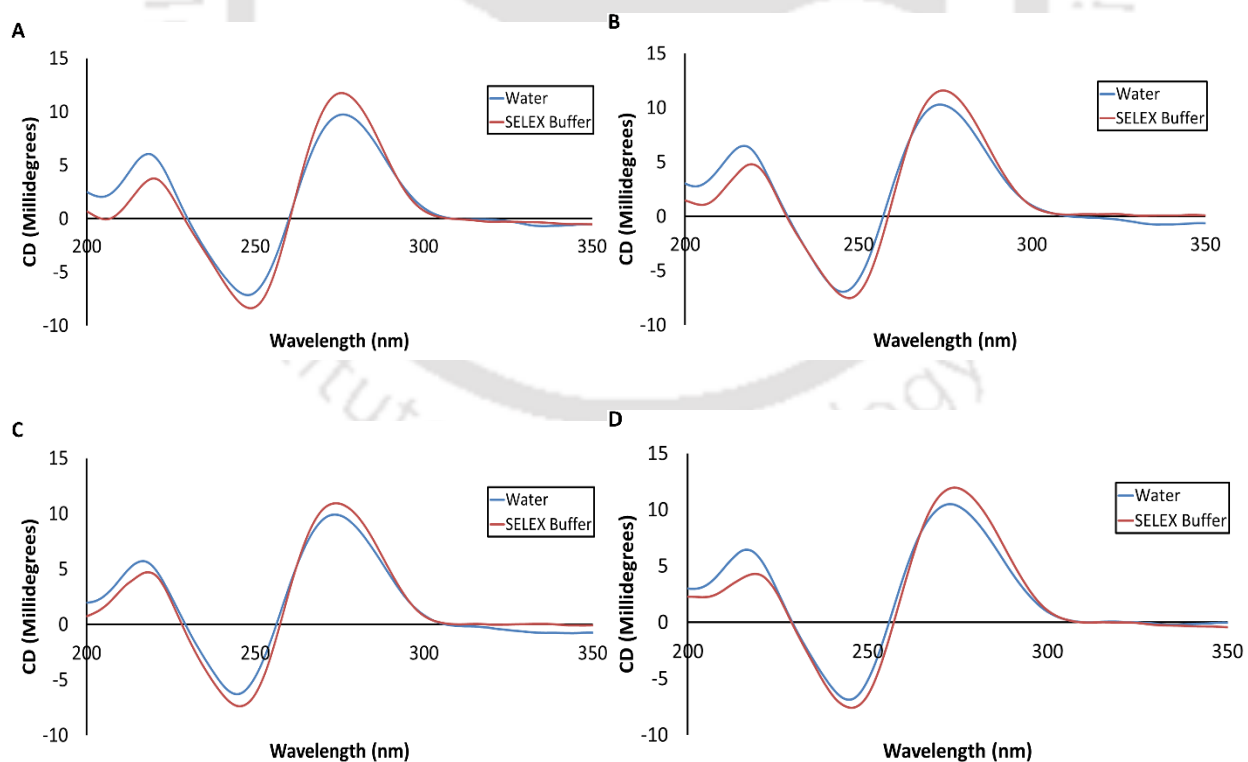 A
15
10
5
0
-5
-10
200
250
300
350
CD (Millidegrees)
Wavelength (nm)
Water
SELEX Buffer
B
15
10
5
0
-5
-10
200
250
300
350
CD (Millidegrees)
Wavelength (nm)
Water
SELEX Buffer
C
15
10
5
0
-5
-10
200
250
300
350
CD (Millidegrees)
Wavelength (nm)
Water
SELEX Buffer
D
15
10
5
0
-5
-10
200
250
300
350
CD (Millidegrees)
Wavelength (nm)
Water
SELEX Buffer